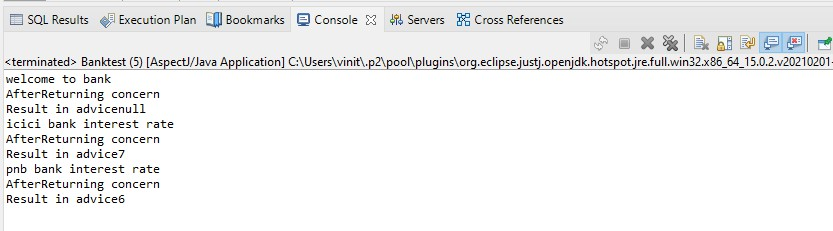 SQL Results Execution Plan Bookmarks Console Servers Cross References
<terminated> Banktest (5) [AspectJ/Java Application] C:\Users\vinit\.p2\pool\plugins\org.eclipse.justj.openjdk.hotspot.jre.full.win32.x86_64_15.0.2.v20210201-
welcome to bank
AfterReturning concern
Result in advicenull
icici bank interest rate
AfterReturning concern
Result in advice7
pnb bank interest rate
AfterReturning concern
Result in advice6